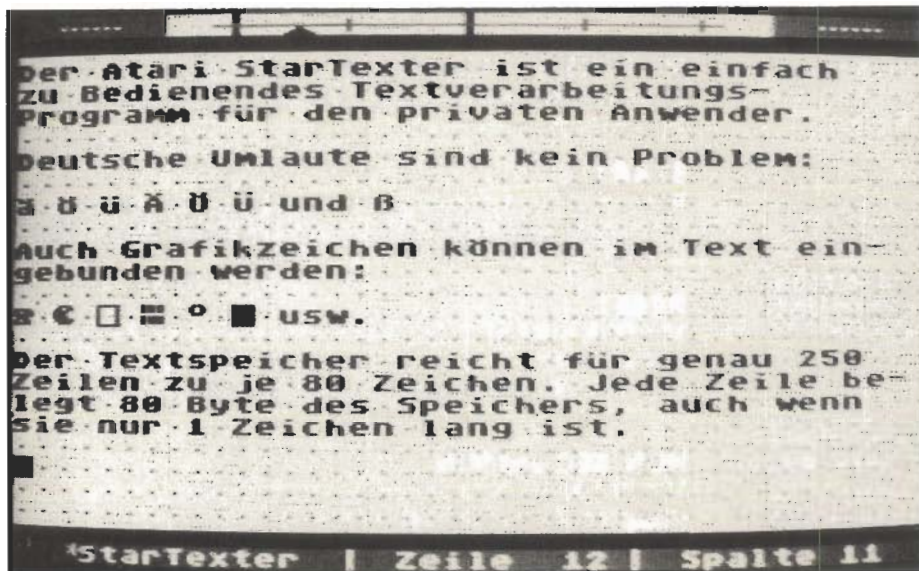 Der Atari StarTexter ist ein einfach
zu Bedienendes Textverarbeitungs-
Programm für den privaten Anwender.
Deutsche Umlaute sind kein Problem:
ä ö ü Ä Ö Ü und ß
Auch Grafikzeichen können im Text ein-
gebunden werden:
usw.
Der Textspeicher reicht für genau 250
Zeilen zu je 80 Zeichen. Jede Zeile be-
legt 80 Byte des Speichers, auch wenn
Sie nur 1 Zeichen lang ist.
*StarTexter | Zeile 12 | Spalte 11